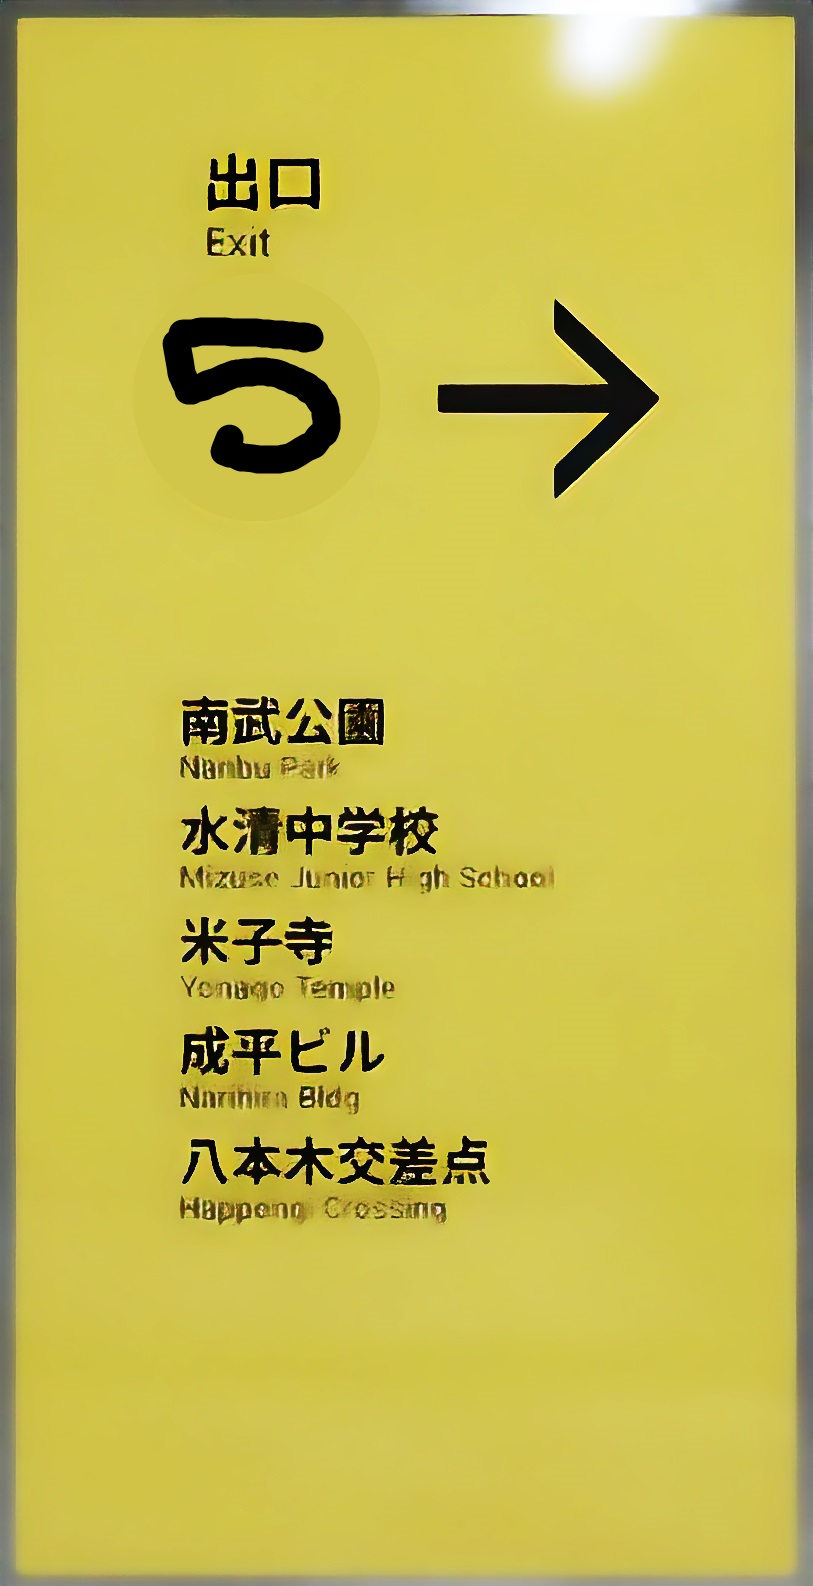 出口
Exit
5
南武公園
Nanbu Park
水清中学校
Mizuse Junior High School
米子寺
Yonago Temple
成平ビル
Narihira Bldg
八本木交差点
Happongi Crossing